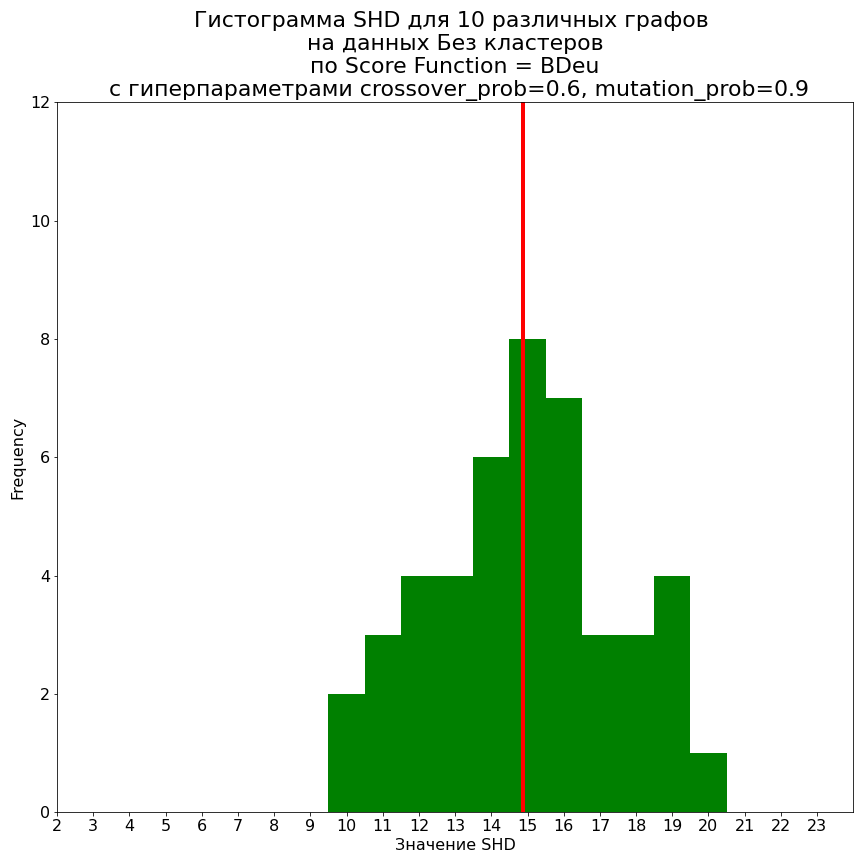 Гистограмма SHD для 10 различных графов
на данных Без кластеров
по Score Function = BDeu
с гиперпараметрами crossover_prob=0.6, mutation_prob=0.9
12
10
8
6
4
2
0
Frequency
2 3 4 5 6 7 8 9 10 11 12 13 14 15 16 17 18 19 20 21 22 23
Значение SHD